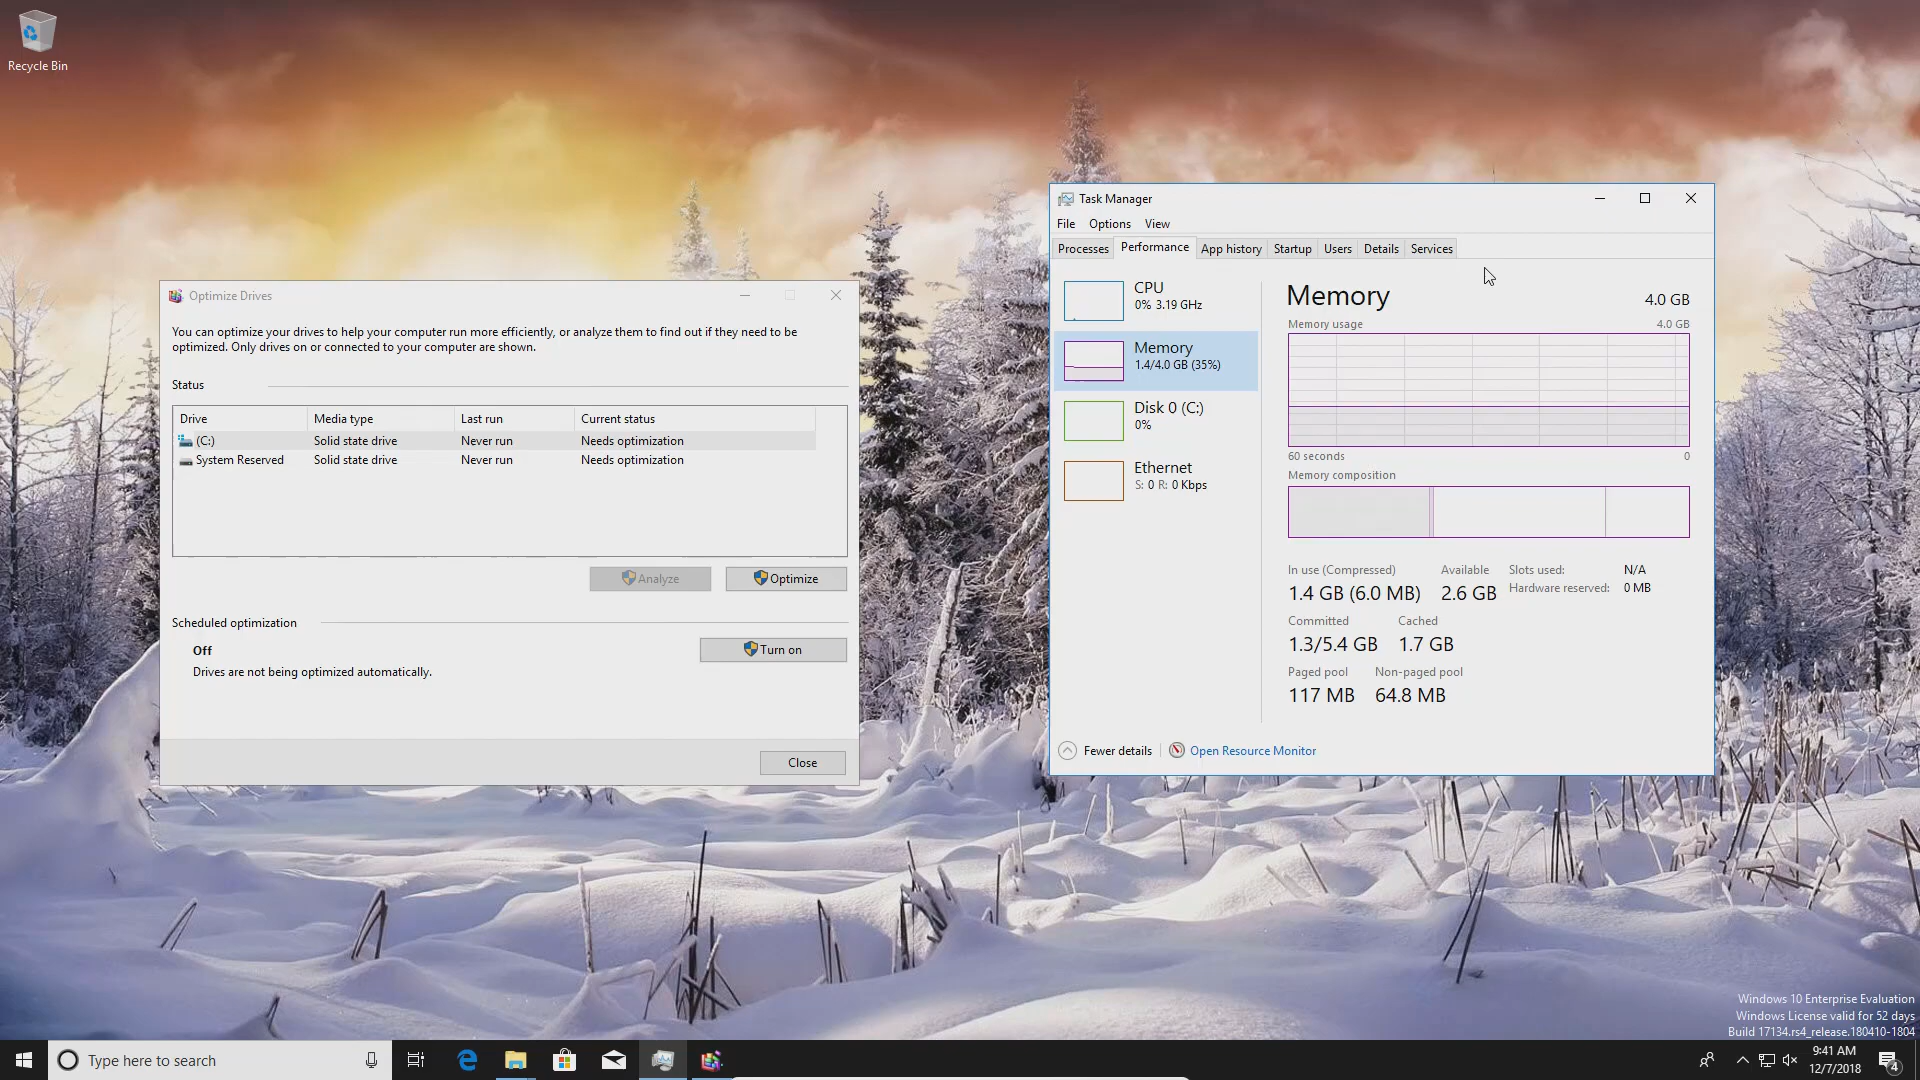 Recycle Bin
Optimize Drives
You can optimize your drives to help your computer run more efficiently, or analyze them to find out if they need to be
optimized. Only drives on or connected to your computer are shown.
Status
Drive Media type Last run Current status
(C:) Solid state drive Never run Needs optimization
System Reserved Solid state drive Never run Needs optimization
Analyze Optimize
Scheduled optimization
Off
Turn on
Drives are not being optimized automatically.
Close
Task Manager
File Options View
Processes Performance App history Startup Users Details Services
CPU
0% 3.19 GHz
Memory
1.4/4.0 GB (35%)
Disk 0 (C:)
0%
Ethernet
S: 0 R: 0 Kbps
Memory 4.0 GB
Memory usage 4.0 GB
60 seconds 0
Memory composition
In use (Compressed) Available Slots used: N/A
1.4 GB (6.0 MB) 2.6 GB Hardware reserved: 0 MB
Committed Cached
1.3/5.4 GB 1.7 GB
Paged pool Non-paged pool
117 MB 64.8 MB
Fewer details Open Resource Monitor
Windows 10 Enterprise Evaluation
Windows License valid for 52 days
Build 17134.rs4_release.180410-1804
Type here to search
9:41 AM
12/7/2018
4